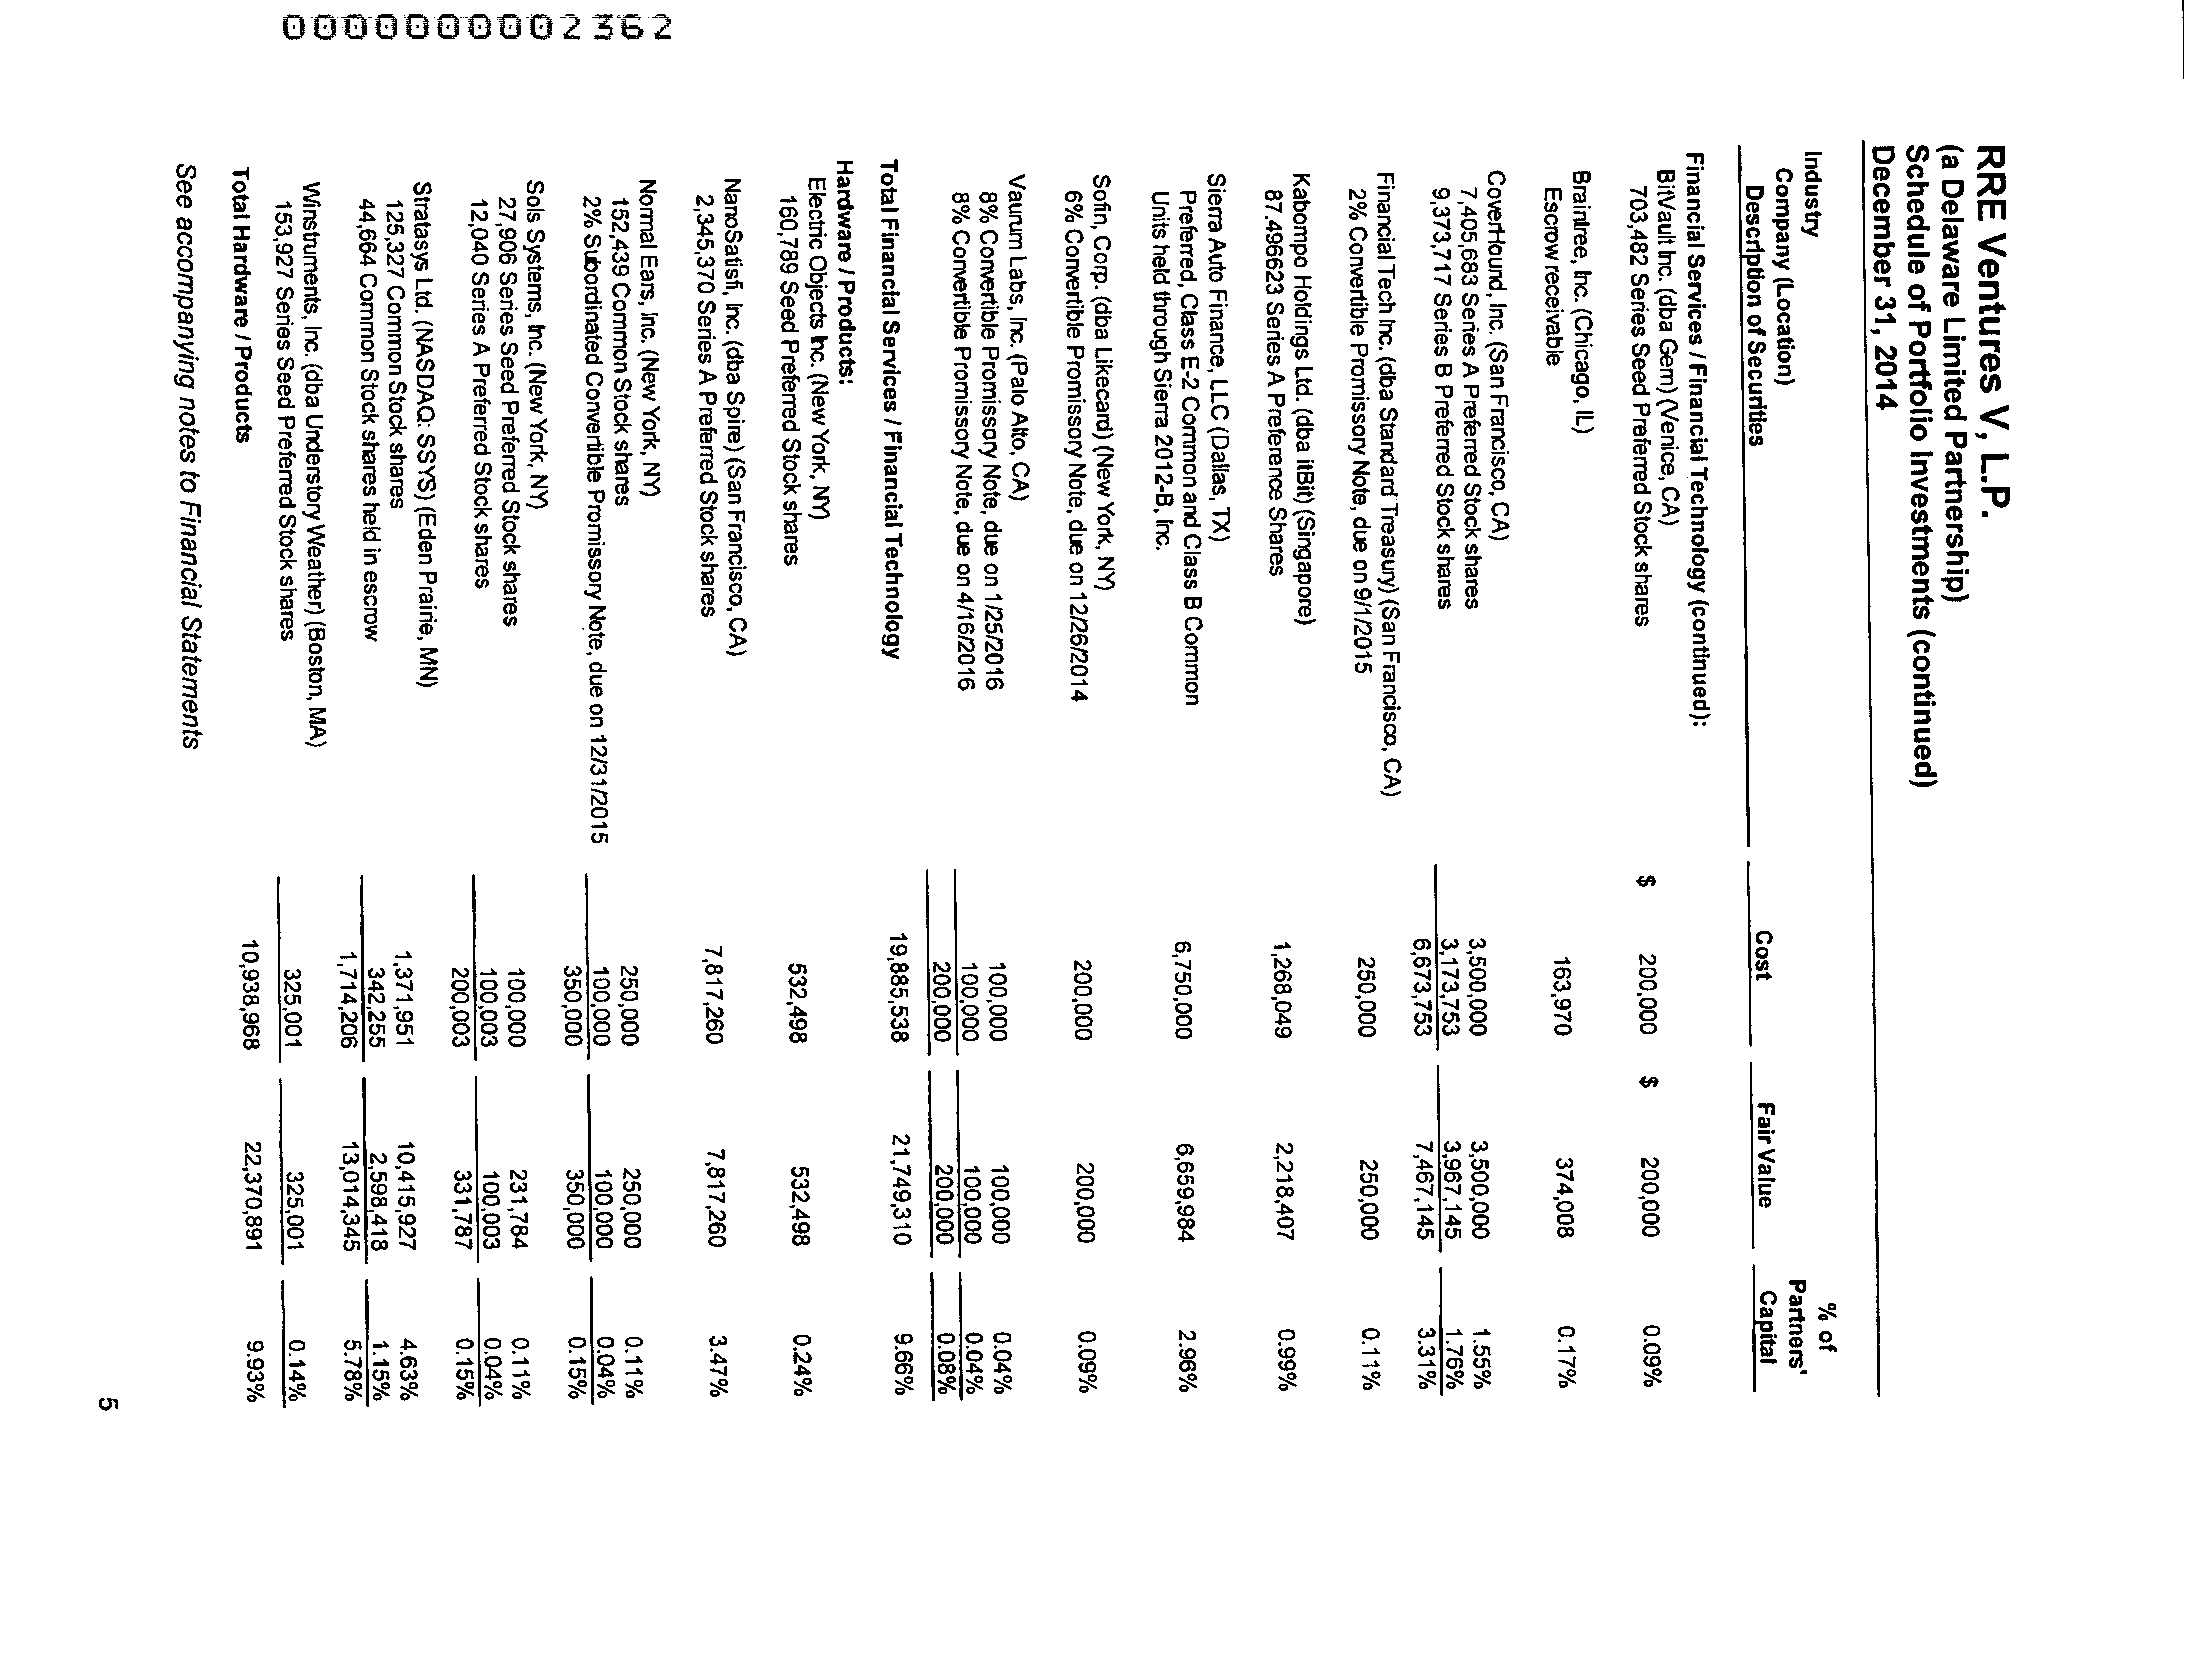 RRE Ventures V, L.P.
(a Delaware Limited Partnership)
Schedule of Portfolio Investments (continued)
December 31, 2014
% of
Industry Partners'
Company (Location) Capital
Description of Securities Cost Fair Value
Financial Services / Financial Technology (continued):
BitVault Inc. (dba Gem) (Venice, CA)
703,482 Series Seed Preferred Stock shares $ 200,000 $ 200,000 0.09%
Braintree, Inc. (Chicago, IL)
Escrow receivable 163,970 374,008 0.17%
CoverHound, Inc. (San Francisco, CA)
7,405,683 Series A Preferred Stock shares 3,500,000 3,500,000 1.55%
9,373,717 Series B Preferred Stock shares 3,173,753 3,967,145 1.76%
6,673,753 7,467,145 3.31%
Financial Tech Inc. (dba Standard Treasury) (San Francisco, CA)
2% Convertible Promissory Note, due on 9/1/2015 250,000 250,000 0.11%
Kabompo Holdings Ltd. (dba itBit) (Singapore)
87.496623 Series A Preference Shares 1,268,049 2,218,407 0.99%
Sierra Auto Finance, LLC (Dallas, TX)
Preferred, Class E-2 Common and Class B Common
Units held through Sierra 2012-B, Inc. 6,750,000 6,659,984 2.96%
Sofin, Corp. (dba Likecard) (New York, NY)
6% Convertible Promissory Note, due on 12/26/2014 200,000 200,000 0.09%
Vaurum Labs, Inc. (Palo Alto, CA)
8% Convertible Promissory Note, due on 1/25/2016 100,000 100,000 0.04%
8% Convertible Promissory Note, due on 4/16/2016 100,000 100,000 0.04%
200,000 200,000 0.08%
Total Financial Services / Financial Technology 19,885,538 21,749,310 9.66%
Hardware / Products:
Electric Objects Inc. (New York, NY)
160,789 Seed Preferred Stock shares 532,498 532,498 0.24%
NanoSatisfi, Inc. (dba Spire) (San Francisco, CA)
2,345,370 Series A Preferred Stock shares 7,817,260 7,817,260 3.47%
Normal Ears, Inc. (New York, NY)
152,439 Common Stock shares 250,000 250,000 0.11%
2% Subordinated Convertible Promissory Note, due on 12/31/2015 100,000 100,000 0.04%
350,000 350,000 0.15%
Sols Systems, Inc. (New York, NY)
27,906 Series Seed Preferred Stock shares 100,000 231,784 0.11%
12,040 Series A Preferred Stock shares 100,003 100,003 0.04%
200,003 331,787 0.15%
Stratasys Ltd. (NASDAQ: SSYS) (Eden Prairie, MN)
125,327 Common Stock shares 1,371,951 10,415,927 4.63%
44,664 Common Stock shares held in escrow 342,255 2,598,418 1.15%
1,714,206 13,014,345 5.78%
Winstruments, Inc. (dba Understory Weather) (Boston, MA)
153,927 Series Seed Preferred Stock shares 325,001 325,001 0.14%
Total Hardware / Products 10,938,968 22,370,891 9.93%
See accompanying notes to Financial Statements
5
0000000002362